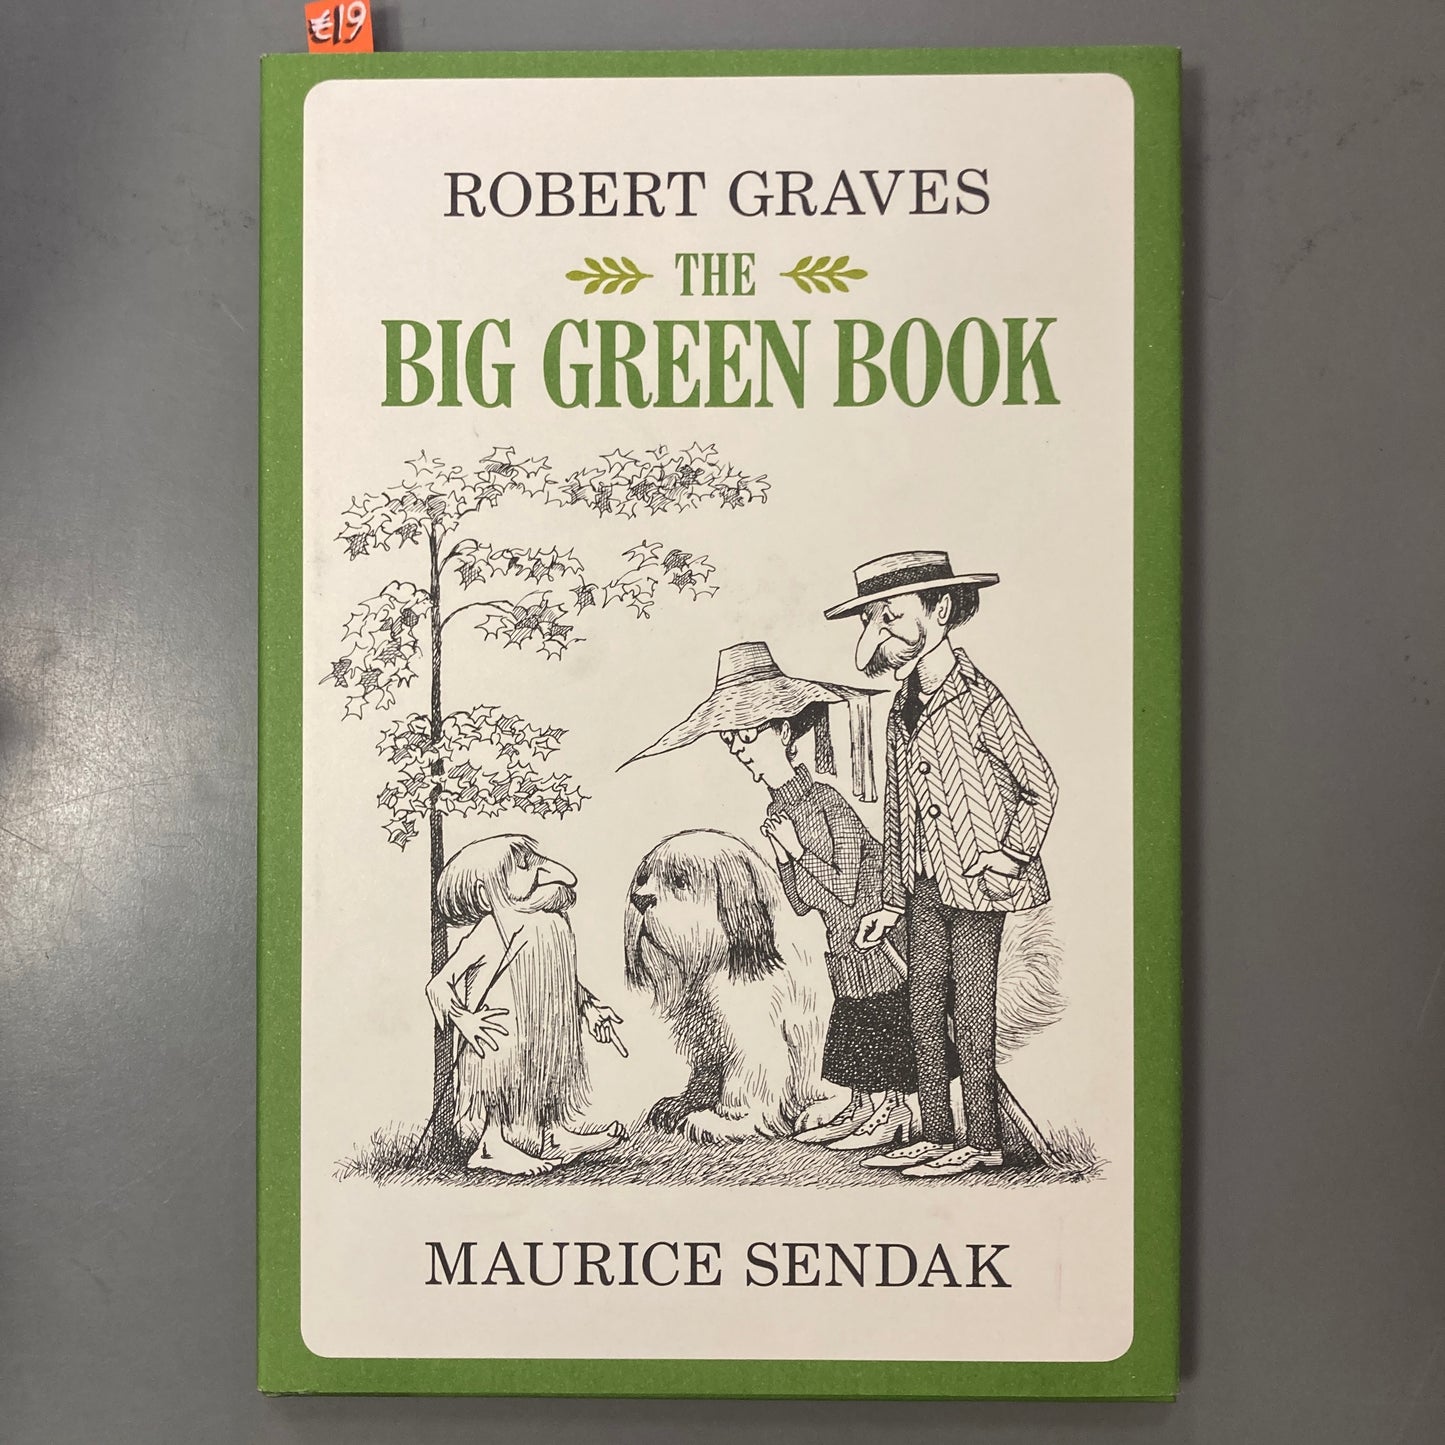 €19
ROBERT GRAVES
THE
BIG GREEN BOOK
MAURICE SENDAK